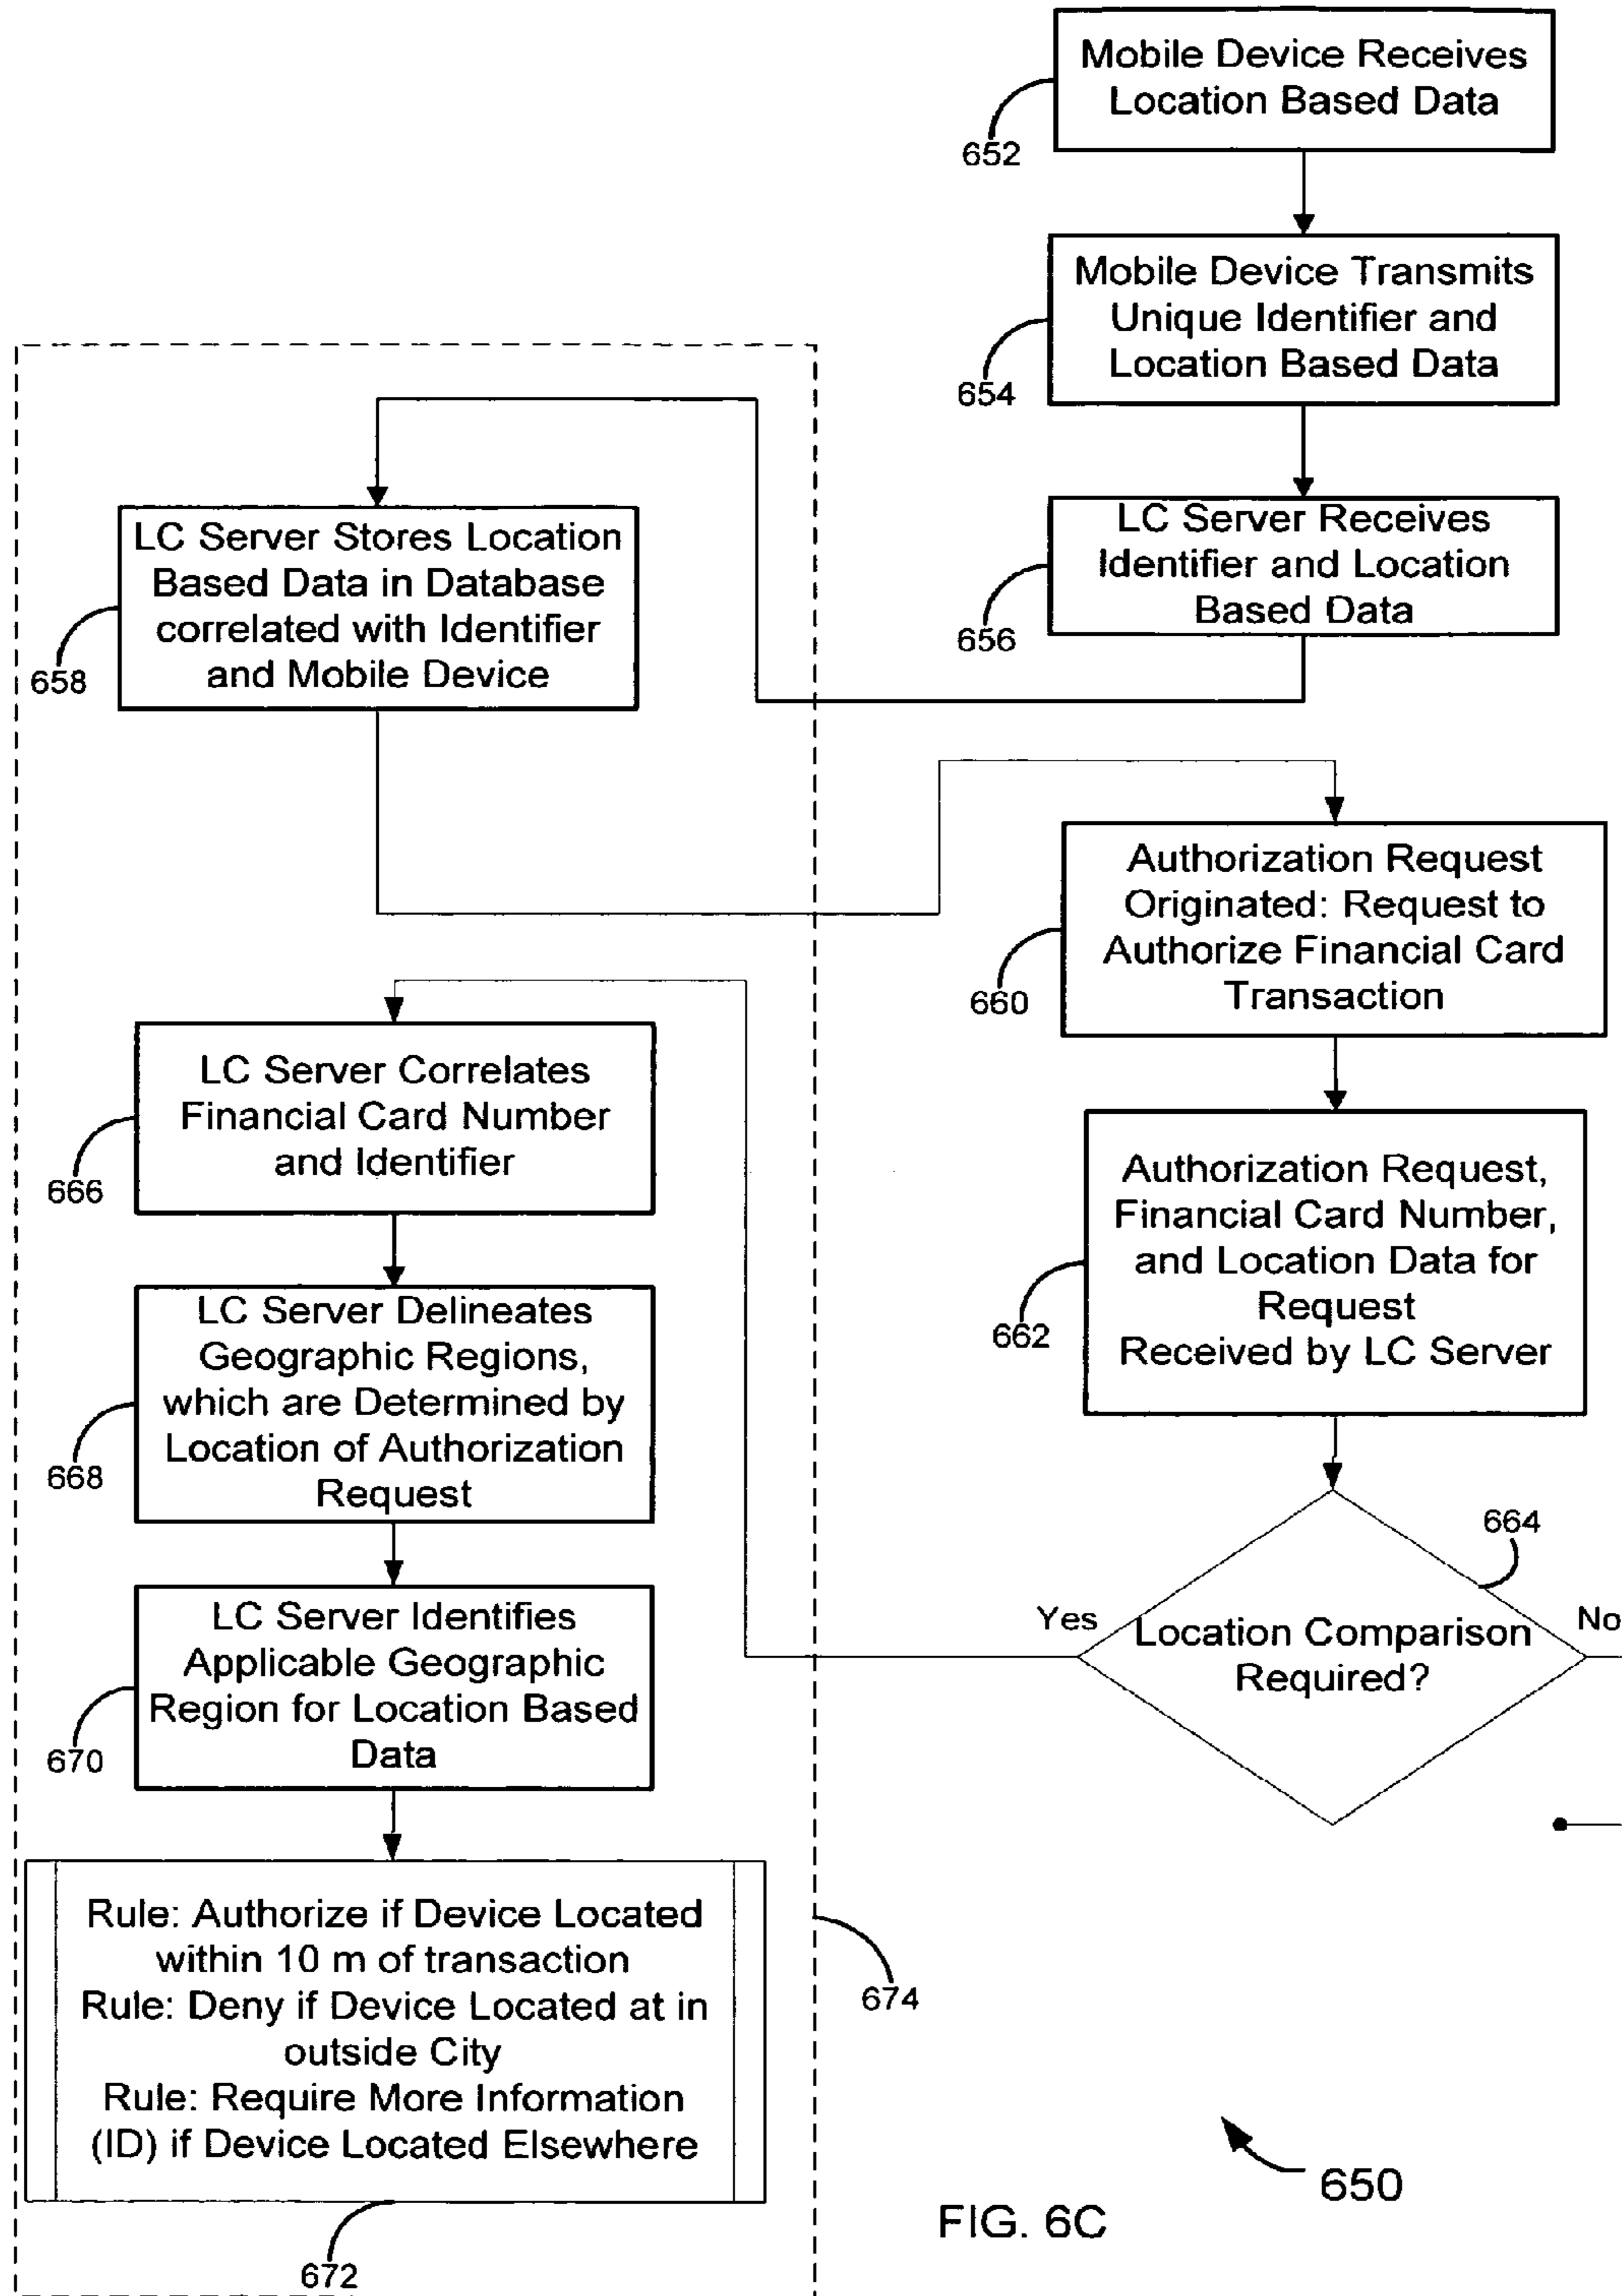 Mobile Device Receives
Location Based Data
652
Mobile Device Transmits
Unique Identifier and
Location Based Data
654
LC Server Receives
Identifier and Location
Based Data
656
LC Server Stores Location
Based Data in Database
correlated with Identifier
and Mobile Device
658
Authorization Request
Originated: Request to
Authorize Financial Card
Transaction
660
Authorization Request,
Financial Card Number,
and Location Data for
Request
Received by LC Server
662
664
Yes
Location Comparison
Required?
No
LC Server Correlates
Financial Card Number
and Identifier
666
LC Server Delineates
Geographic Regions,
which are Determined by
Location of Authorization
Request
668
LC Server Identifies
Applicable Geographic
Region for Location Based
Data
670
Rule: Authorize if Device Located
within 10 m of transaction
Rule: Deny if Device Located at in
outside City
Rule: Require More Information
(ID) if Device Located Elsewhere
672
674
650
FIG. 6C